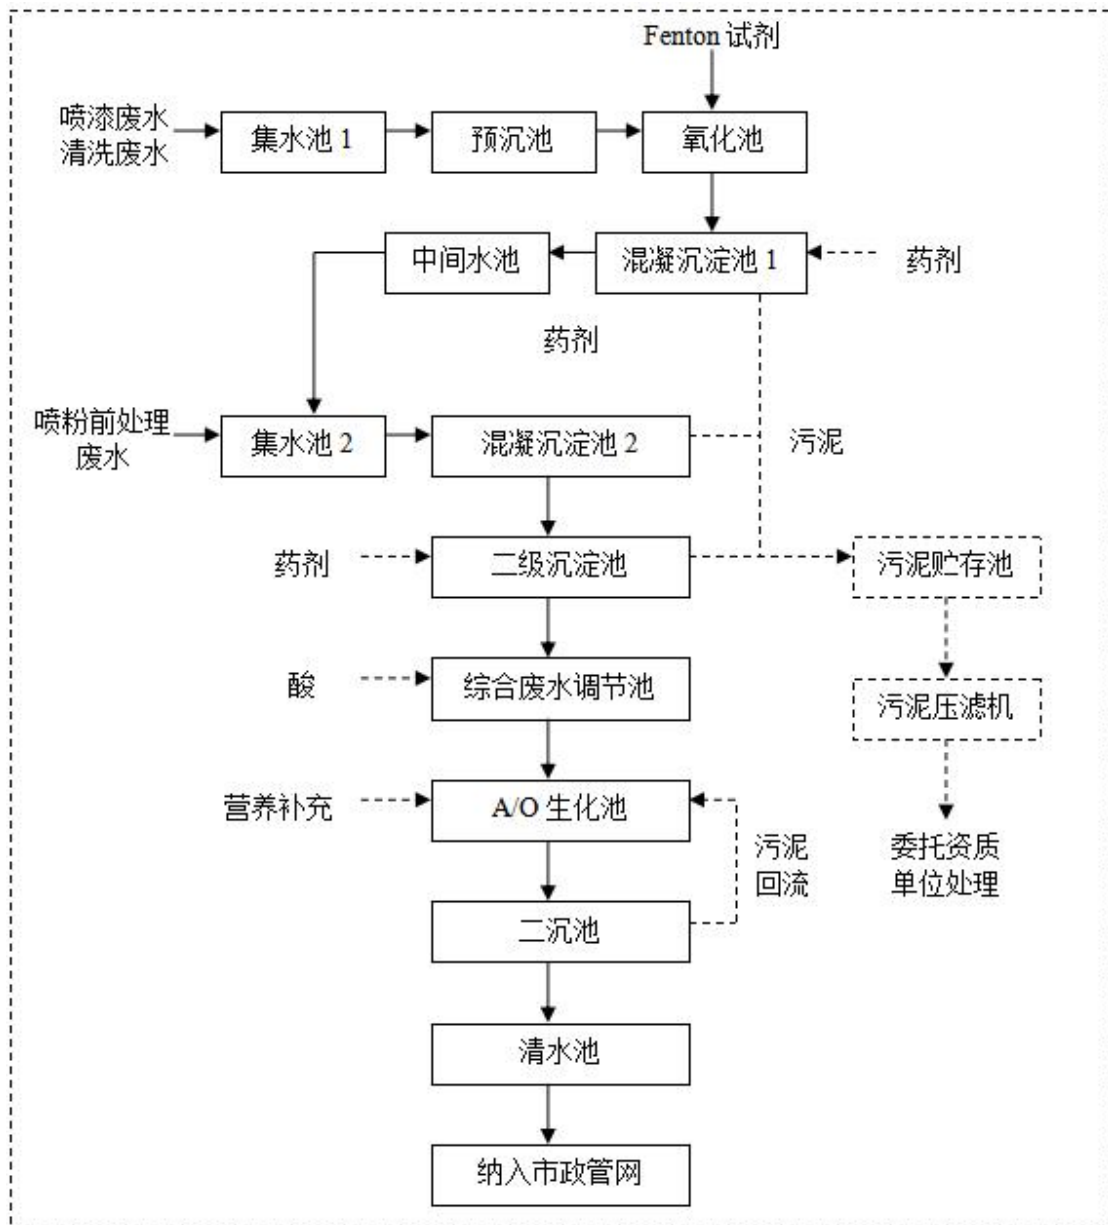 Fenton 试剂
喷漆废水
清洗废水
集水池 1
预沉池
氧化池
中间水池
混凝沉淀池 1
药剂
药剂
喷粉前处理
废水
集水池 2
混凝沉淀池 2
污泥
药剂
二级沉淀池
污泥贮存池
酸
综合废水调节池
污泥压滤机
营养补充
A/O 生化池
污泥
回流
委托资质
单位处理
二沉池
清水池
纳入市政管网